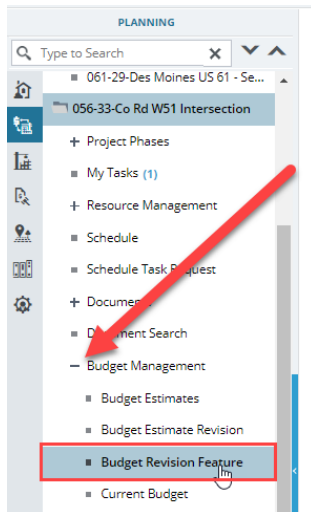 PLANNING
Type to Search
061-29-Des Moines US 61 - Se...
056-33-Co Rd W51 Intersection
Project Phases
My Tasks (1)
Resource Management
Schedule
Schedule Task Request
Document Search
Budget Management
Budget Estimates
Budget Estimate Revision
Budget Revision Feature
Current Budget